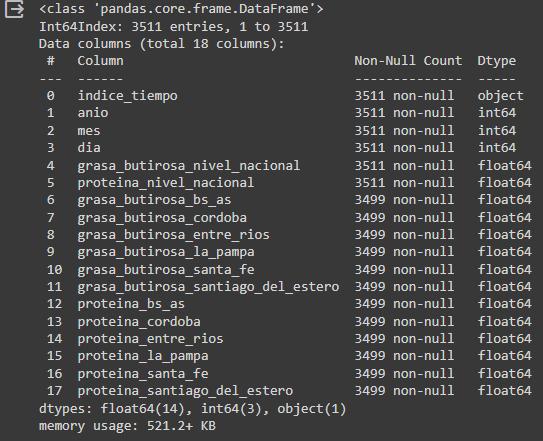 <class 'pandas.core.frame.DataFrame'>
Int64Index: 3511 entries, 1 to 3511
Data columns (total 18 columns):
 #   Column                                Non-Null Count  Dtype
---  ------                                --------------  -----
 0   indice_tiempo                         3511 non-null   object
 1   anio                                  3511 non-null   int64
 2   mes                                   3511 non-null   int64
 3   dia                                   3511 non-null   int64
 4   grasa_butirosa_nivel_nacional         3511 non-null   float64
 5   proteina_nivel_nacional               3511 non-null   float64
 6   grasa_butirosa_bs_as                  3499 non-null   float64
 7   grasa_butirosa_cordoba                3499 non-null   float64
 8   grasa_butirosa_entre_rios             3499 non-null   float64
 9   grasa_butirosa_la_pampa               3499 non-null   float64
 10  grasa_butirosa_santa_fe               3499 non-null   float64
 11  grasa_butirosa_santiago_del_estero  3499 non-null   float64
 12  proteina_bs_as                        3499 non-null   float64
 13  proteina_cordoba                      3499 non-null   float64
 14  proteina_entre_rios                   3499 non-null   float64
 15  proteina_la_pampa                     3499 non-null   float64
 16  proteina_santa_fe                     3499 non-null   float64
 17  proteina_santiago_del_estero          3499 non-null   float64
dtypes: float64(14), int64(3), object(1)
memory usage: 521.2+ KB